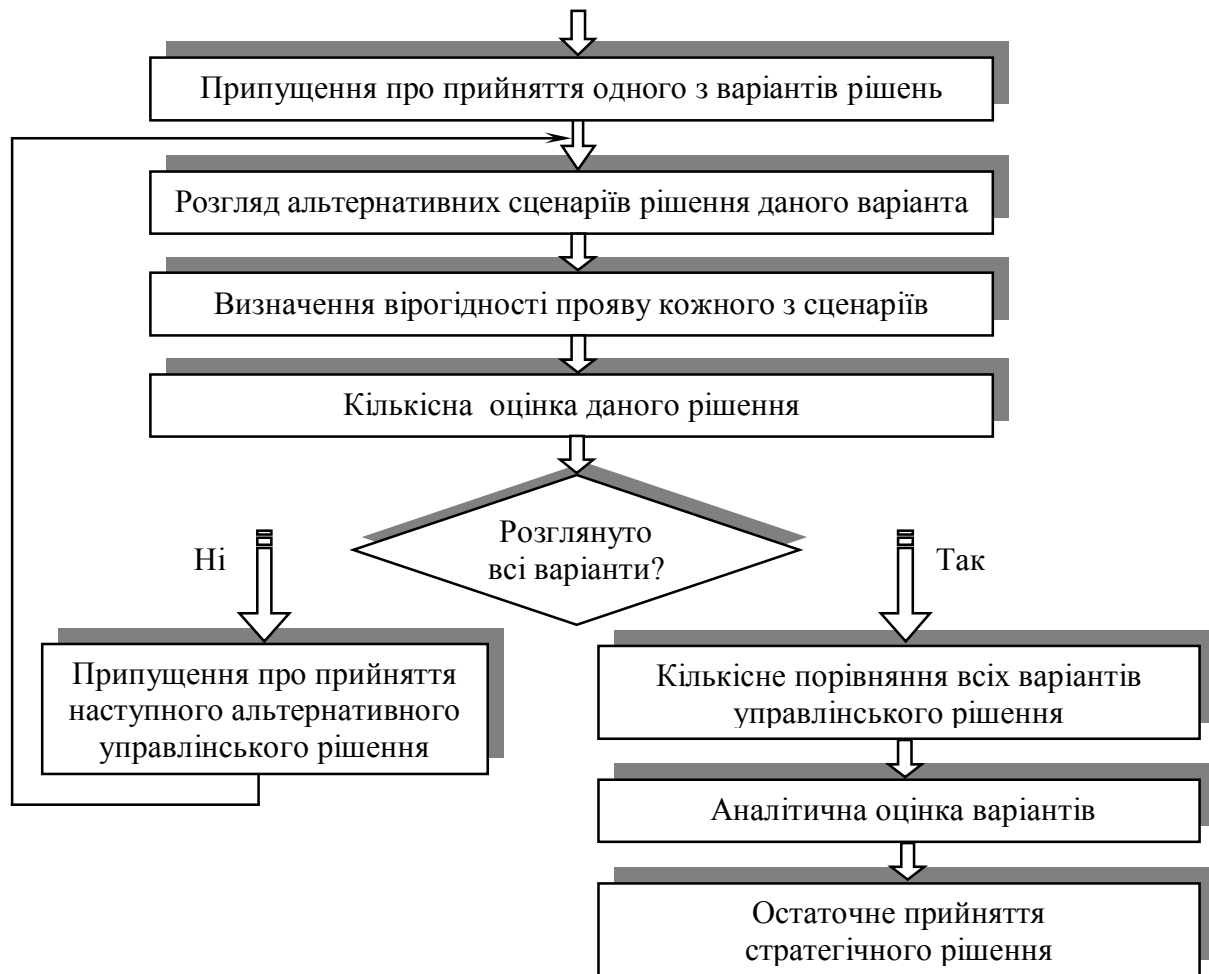 Припущення про прийняття одного з варіантів рішень
Розгляд альтернативних сценаріїв рішення даного варіанта
Визначення вірогідності прояву кожного з сценаріїв
Кількісна оцінка даного рішення
Розглянуто
всі варіанти?
Ні
Так
Припущення про прийняття
наступного альтернативного
управлінського рішення
Кількісне порівняння всіх варіантів
управлінського рішення
Аналітична оцінка варіантів
Остаточне прийняття
стратегічного рішення